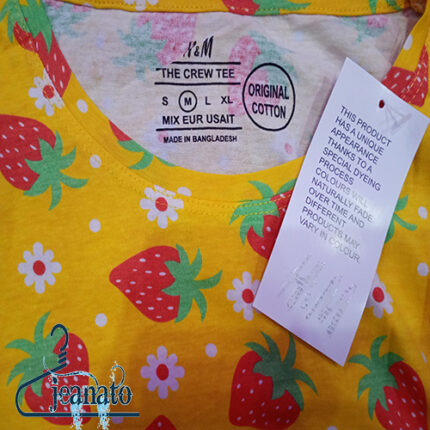 H&M
"THE CREW TEE"
S M L XL
MIX EUR USAIT
MADE IN BANGLADESH
ORIGINAL
COTTON
THIS PRODUCT
HAS A UNIQUE
APPEARANCE
THANKS TO A
SPECIAL DYEING
PROCESS
COLOURS WILL
NATURALLY FADE
OVER TIME AND
DIFFERENT
PRODUCTS MAY
VARY IN COLOUR
jeanato